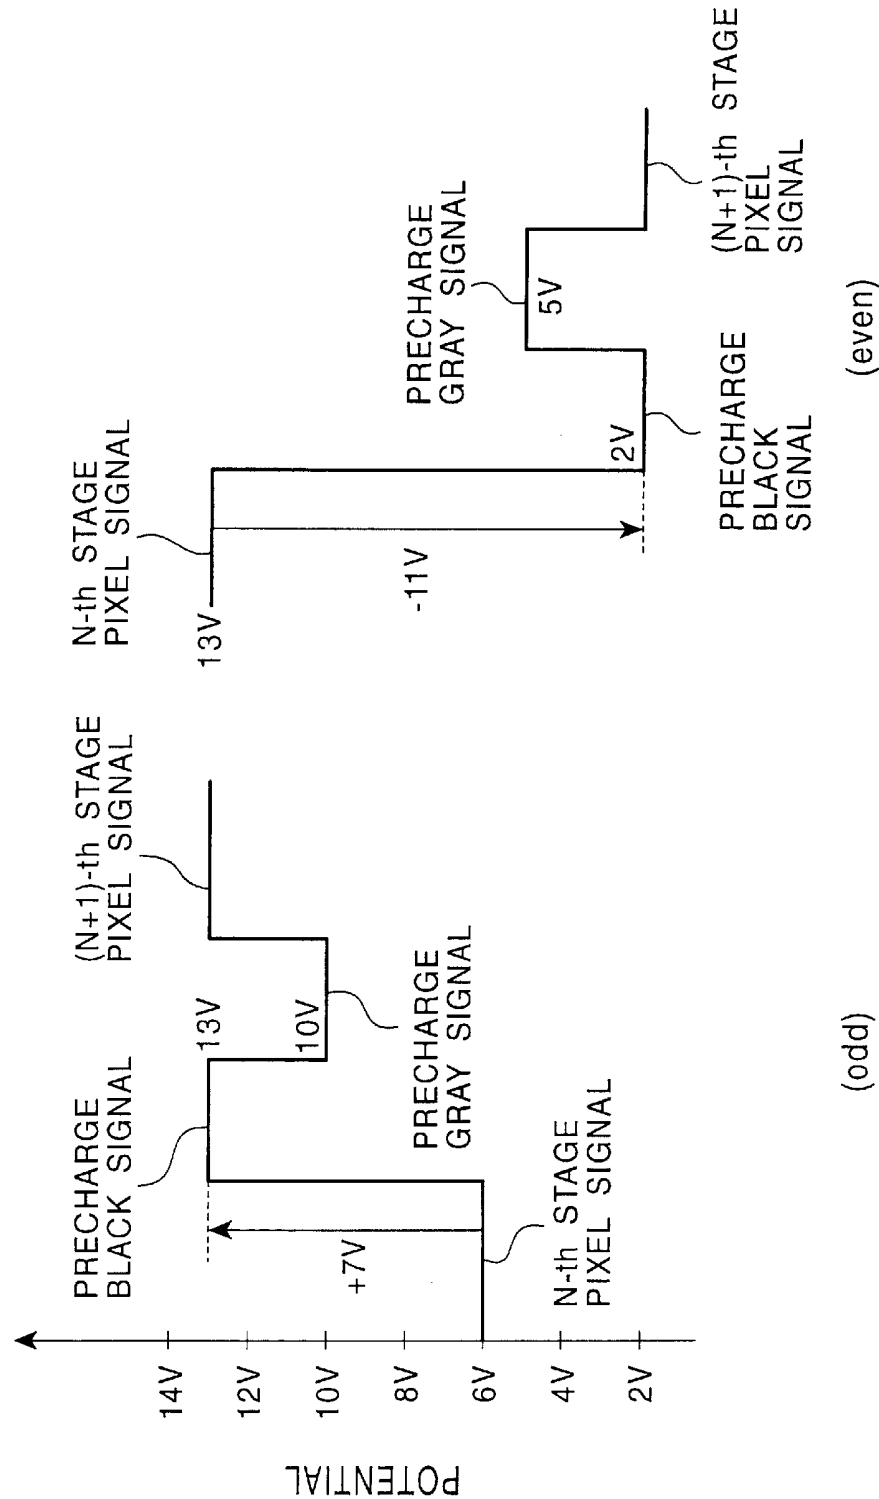 POTENTIAL
14V
12V
10V
8V
6V
4V
2V
PRECHARGE
BLACK SIGNAL
+7V
N-th STAGE
PIXEL SIGNAL
13V
10V
PRECHARGE
GRAY SIGNAL
(N+1)-th STAGE
PIXEL SIGNAL
(odd)
N-th STAGE
PIXEL SIGNAL
13V
-11V
2V
PRECHARGE
BLACK
SIGNAL
PRECHARGE
GRAY SIGNAL
5V
(N+1)-th STAGE
PIXEL
SIGNAL
(even)